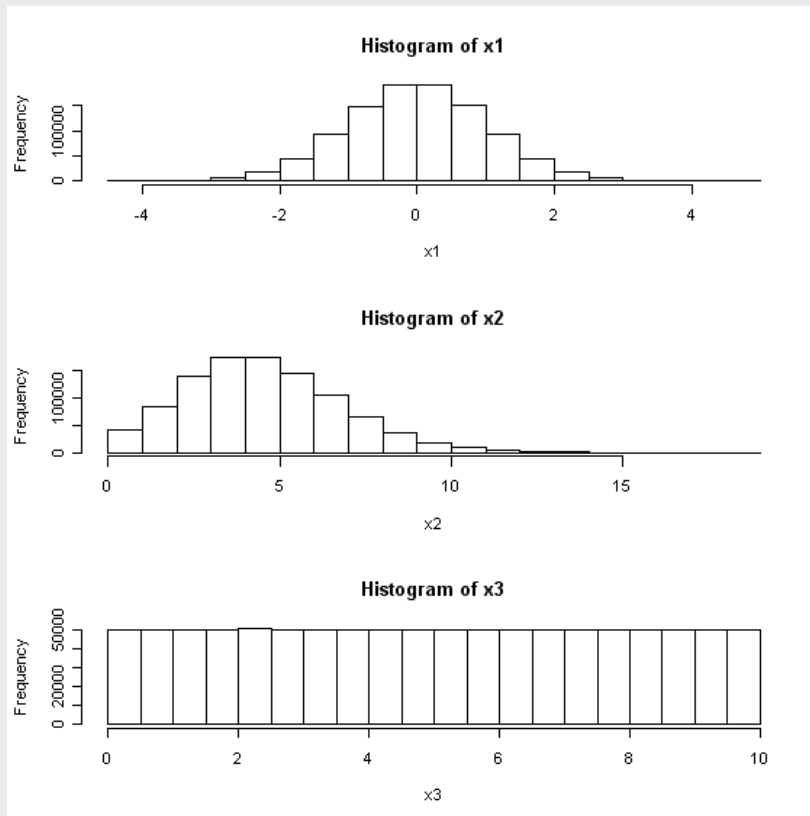 Histogram of x1
Frequency
100000
0
-4 -2 0 2 4
x1
Histogram of x2
Frequency
100000
0
0 5 10 15
x2
Histogram of x3
Frequency
50000
20000
0
0 2 4 6 8 10
x3